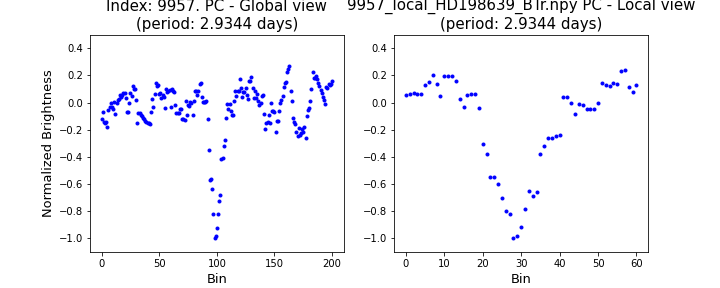 Index: 9957. PC - Global view
(period: 2.9344 days)
9957_local_HD198639_BTr.npy PC - Local view
(period: 2.9344 days)
Normalized Brightness
0.4
0.2
0.0
−0.2
−0.4
−0.6
−0.8
−1.0
0 50 100 150 200
Bin
0.4
0.2
0.0
−0.2
−0.4
−0.6
−0.8
−1.0
0 10 20 30 40 50 60
Bin